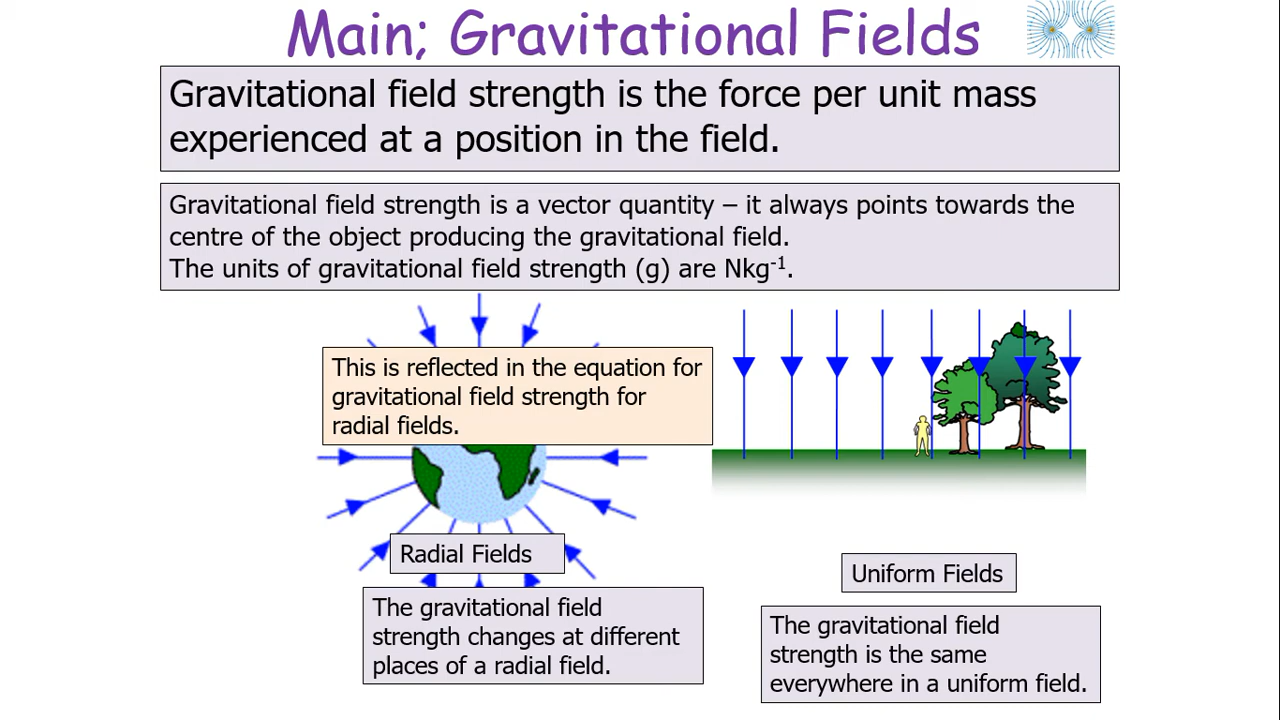 Main; Gravitational Fields
Gravitational field strength is the force per unit mass
experienced at a position in the field.
Gravitational field strength is a vector quantity – it always points towards the
centre of the object producing the gravitational field.
The units of gravitational field strength (g) are Nkg⁻¹.
This is reflected in the equation for
gravitational field strength for
radial fields.
Radial Fields
The gravitational field
strength changes at different
places of a radial field.
Uniform Fields
The gravitational field
strength is the same
everywhere in a uniform field.